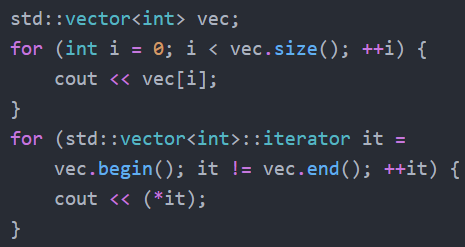 std::vector<int> vec;
for (int i = 0; i < vec.size(); ++i) {
    cout << vec[i];
}
for (std::vector<int>::iterator it =
    vec.begin(); it != vec.end(); ++it) {
    cout << (*it);
}